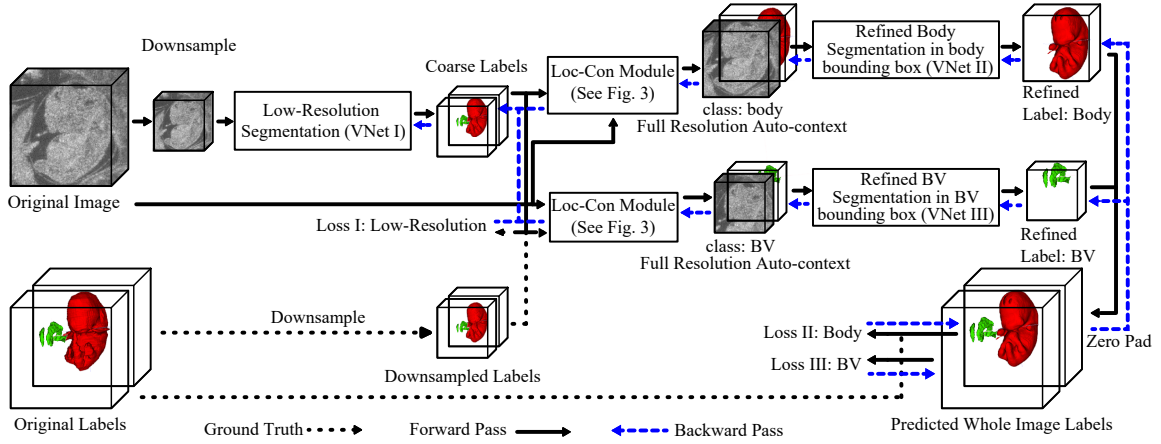 Downsample
Original Image
Low-Resolution
Segmentation (VNet I)
Coarse Labels
Loc-Con Module
(See Fig. 3)
class: body
Full Resolution Auto-context
Refined Body
Segmentation in body
bounding box (VNet II)
Refined
Label: Body
Loss I: Low-Resolution
Loc-Con Module
(See Fig. 3)
class: BV
Full Resolution Auto-context
Refined BV
Segmentation in BV
bounding box (VNet III)
Refined
Label: BV
Original Labels
Downsample
Downsampled Labels
Loss II: Body
Loss III: BV
Zero Pad
Predicted Whole Image Labels
Ground Truth
Forward Pass
Backward Pass